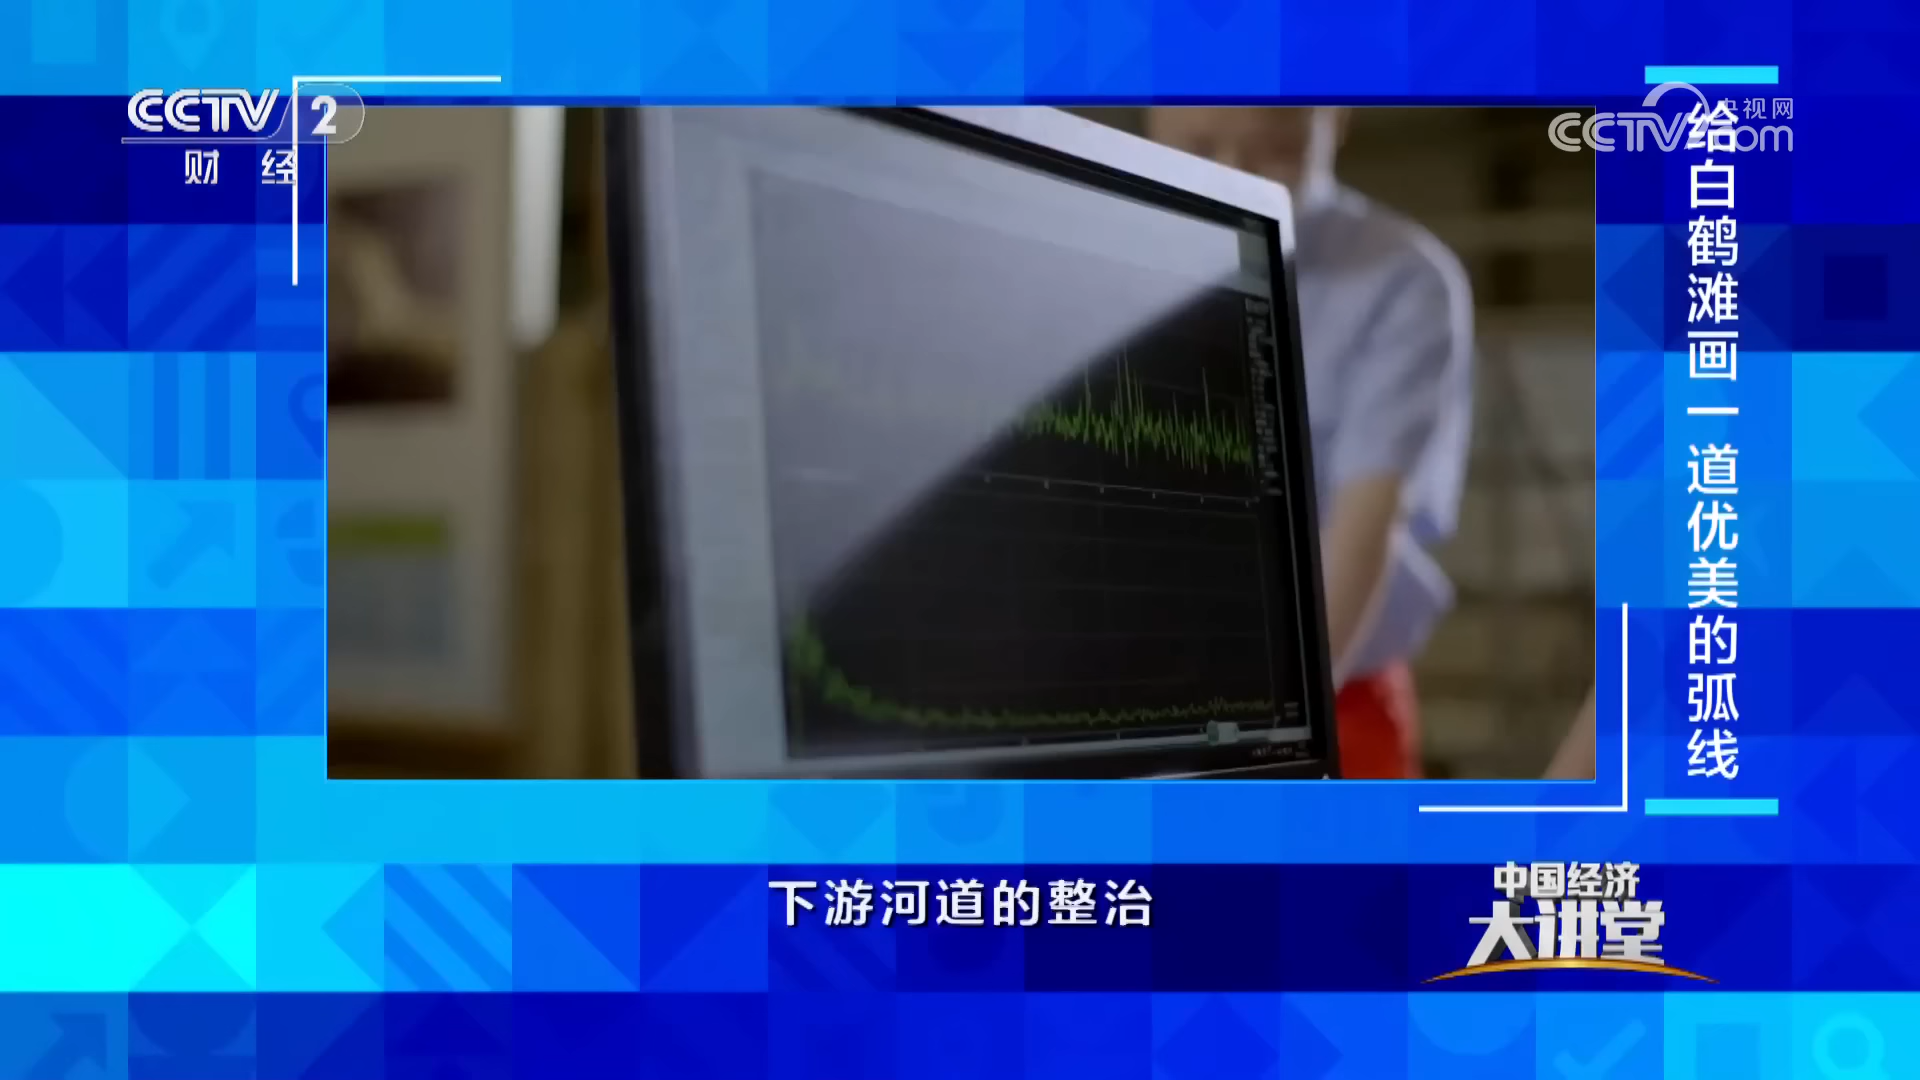 CCTV 2
财 经
央视网
CCTV.com
给白鹤滩画一道优美的弧线
下游河道的整治
中国经济
大讲堂